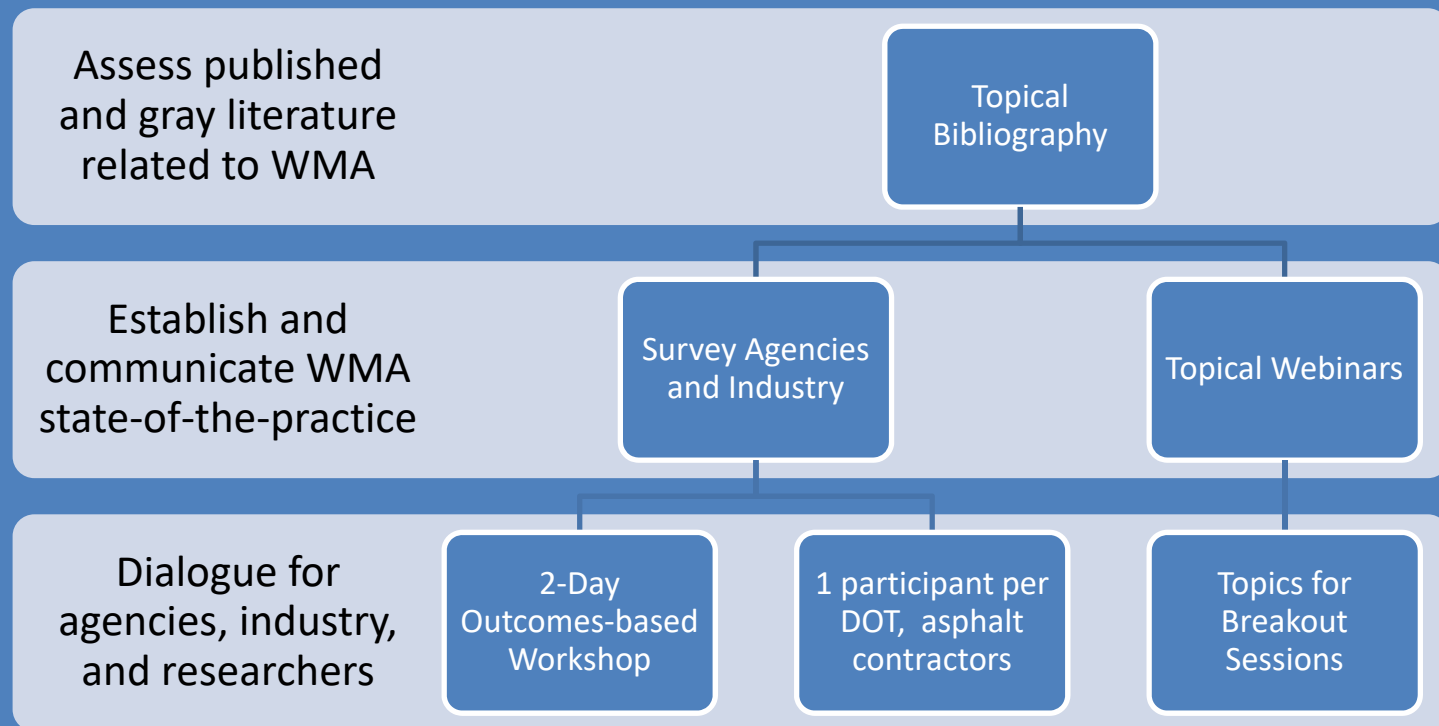 Assess published
and gray literature
related to WMA
Topical
Bibliography
Establish and
communicate WMA
state-of-the-practice
Survey Agencies
and Industry
Topical Webinars
Dialogue for
agencies, industry,
and researchers
2-Day
Outcomes-based
Workshop
1 participant per
DOT, asphalt
contractors
Topics for
Breakout
Sessions